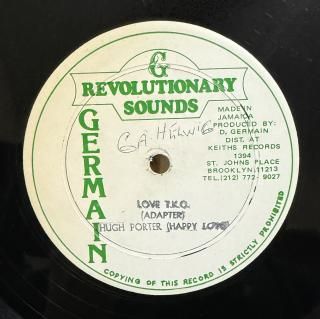 G
REVOLUTIONARY
SOUNDS
GERMAIN
MADE IN
JAMAICA
PRODUCED BY:
D. GERMAIN
DIST. AT
KEITHS RECORDS
1394
ST. JOHNS PLACE
BROOKLYN, 11213
TEL. (212) 772- 9027
LOVE T.K.O.
(ADAPTER)
HUGH PORTER (HAPPY LOVE)
COPYING OF THIS RECORD IS STRICTLY PROHIBITED